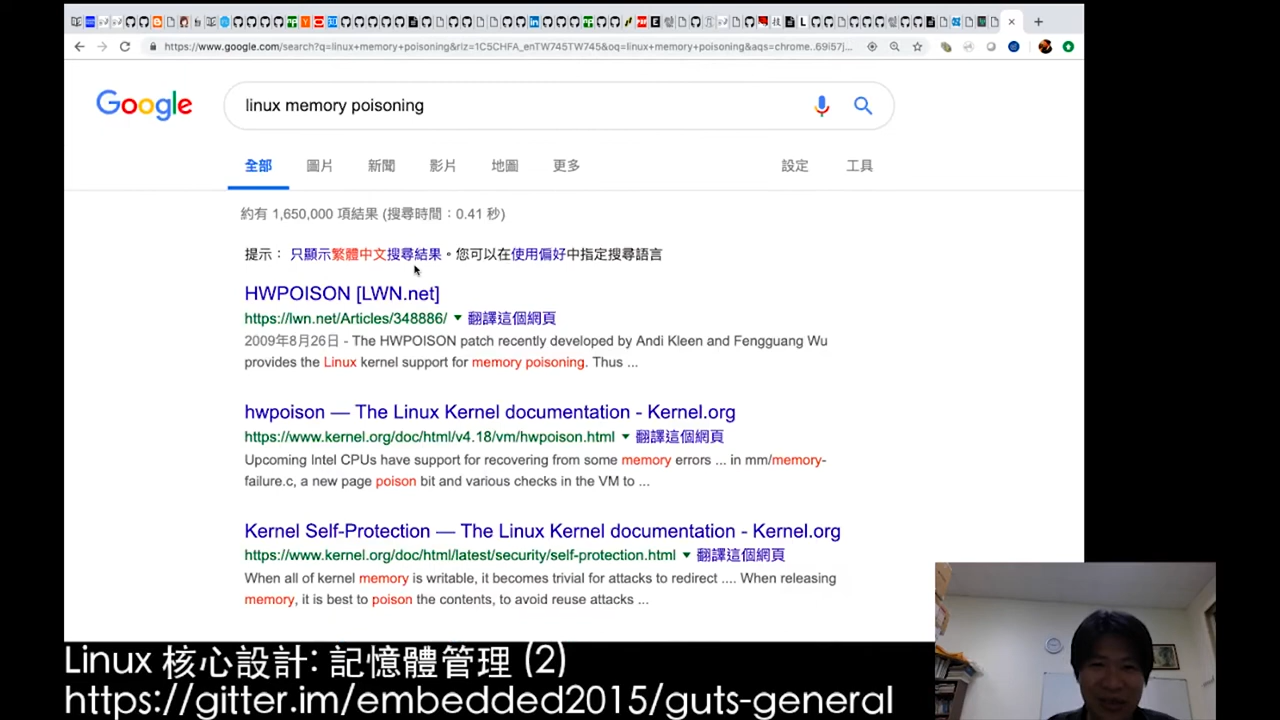 https://www.google.com/search?q=linux+memory+poisoning&rlz=1C5CHFA_enTW745TW745&oq=linux+memory+poisoning&aqs=chrome..69i57j...
Google
linux memory poisoning
全部 圖片 新聞 影片 地圖 更多 設定 工具
約有 1,650,000 項結果 (搜尋時間：0.41 秒)
提示： 只顯示繁體中文搜尋結果。您可以在使用偏好中指定搜尋語言
HWPOISON [LWN.net]
https://lwn.net/Articles/348886/ 翻譯這個網頁
2009年8月26日 - The HWPOISON patch recently developed by Andi Kleen and Fengguang Wu
provides the Linux kernel support for memory poisoning. Thus ...
hwpoison — The Linux Kernel documentation - Kernel.org
https://www.kernel.org/doc/html/v4.18/vm/hwpoison.html 翻譯這個網頁
Upcoming Intel CPUs have support for recovering from some memory errors ... in mm/memory-
failure.c, a new page poison bit and various checks in the VM to ...
Kernel Self-Protection — The Linux Kernel documentation - Kernel.org
https://www.kernel.org/doc/html/latest/security/self-protection.html 翻譯這個網頁
When all of kernel memory is writable, it becomes trivial for attacks to redirect .... When releasing
memory, it is best to poison the contents, to avoid reuse attacks ...
Linux 核心設計: 記憶體管理 (2)
https://gitter.im/embedded2015/guts-general